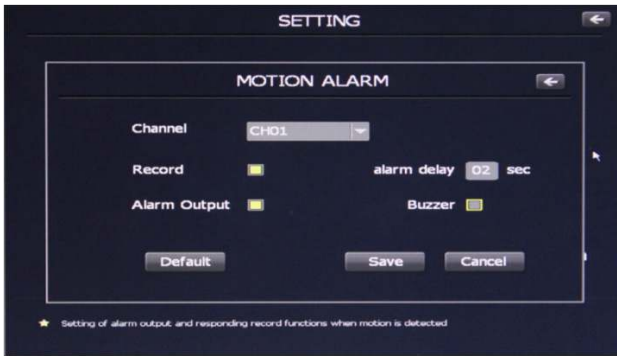 SETTING
MOTION ALARM
Channel CH01
Record alarm delay 02 sec
Alarm Output Buzzer
Default Save Cancel
Setting of alarm output and responding record functions when motion is detected